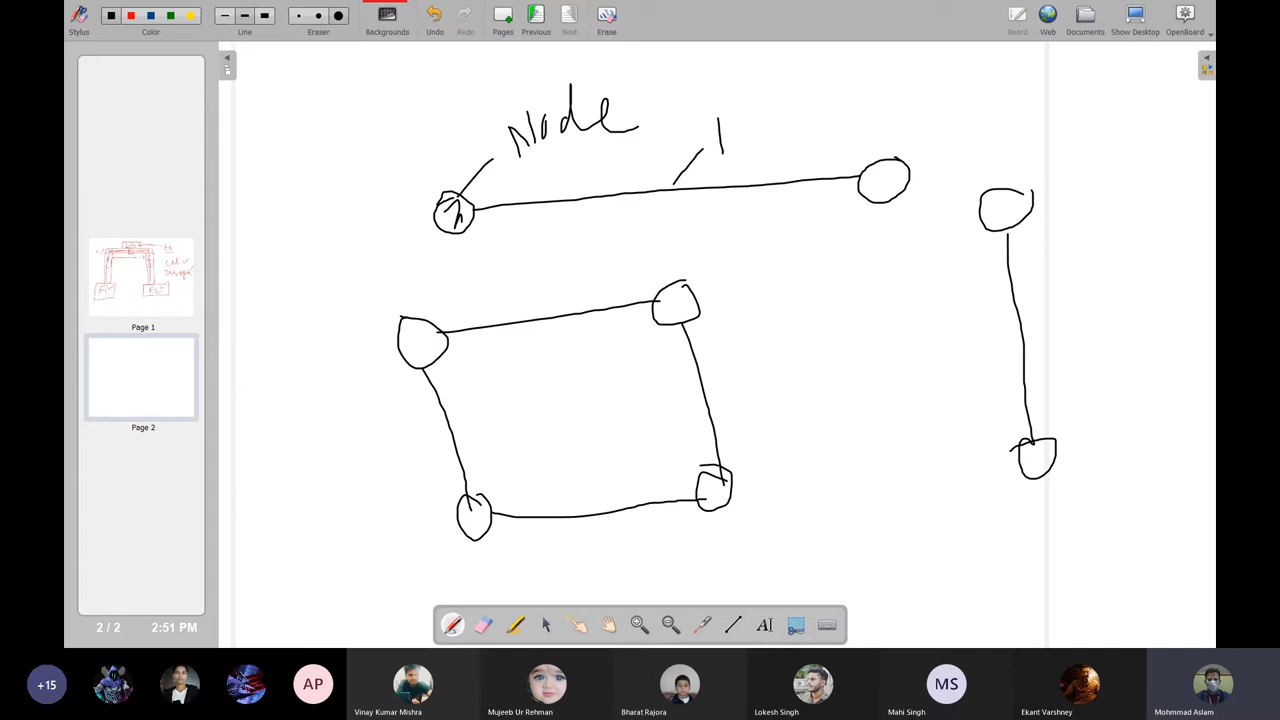 Stylus
Color
Line
Eraser
Backgrounds
Undo
Redo
Pages
Previous
Next
Erase
Board
Web
Documents
Show Desktop
OpenBoard
Node
1
Page 1
Page 2
2 / 2
2:51 PM
+15
AP
MS
Vinay Kumar Mishra
Mujeeb Ur Rehman
Bharat Rajora
Lokesh Singh
Mahi Singh
Ekant Varshney
Mohmmad Aslam